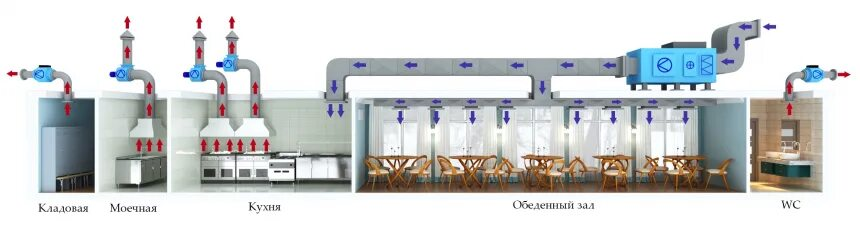 Кладовая
Моечная
Кухня
Обеденный зал
WC